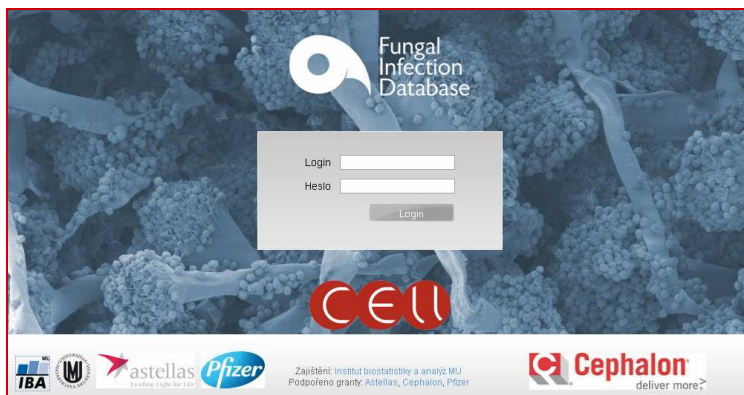 Fungal
Infection
Database
Login
Heslo
Login
CELL
MU
IBA
astellas
Leading Light for Life
Pfizer
Zajištění: Institut biostatistiky a analýz MU
Podpořeno granty: Astellas, Cephalon, Pfizer
Cephalon
deliver more>